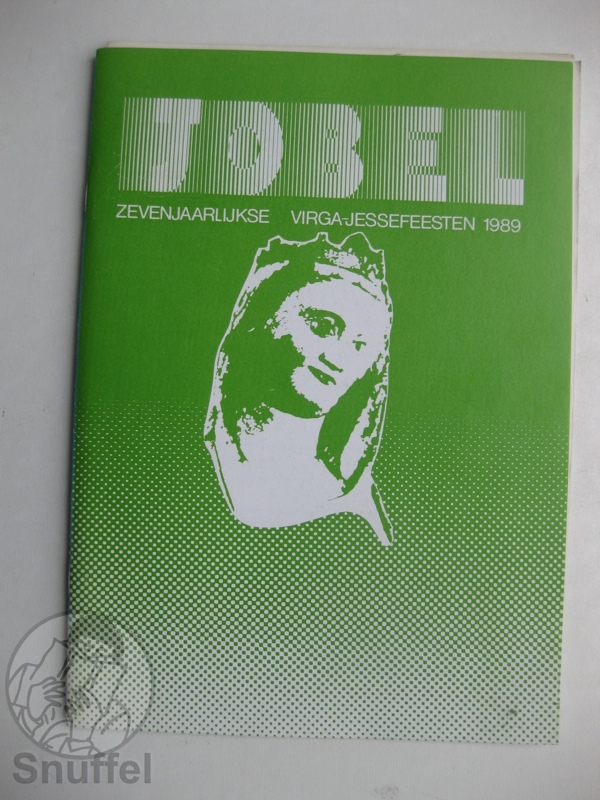 JOBEL
ZEVENJAARLIJKSE VIRGA-JESSEFEESTEN 1989
Snuffel